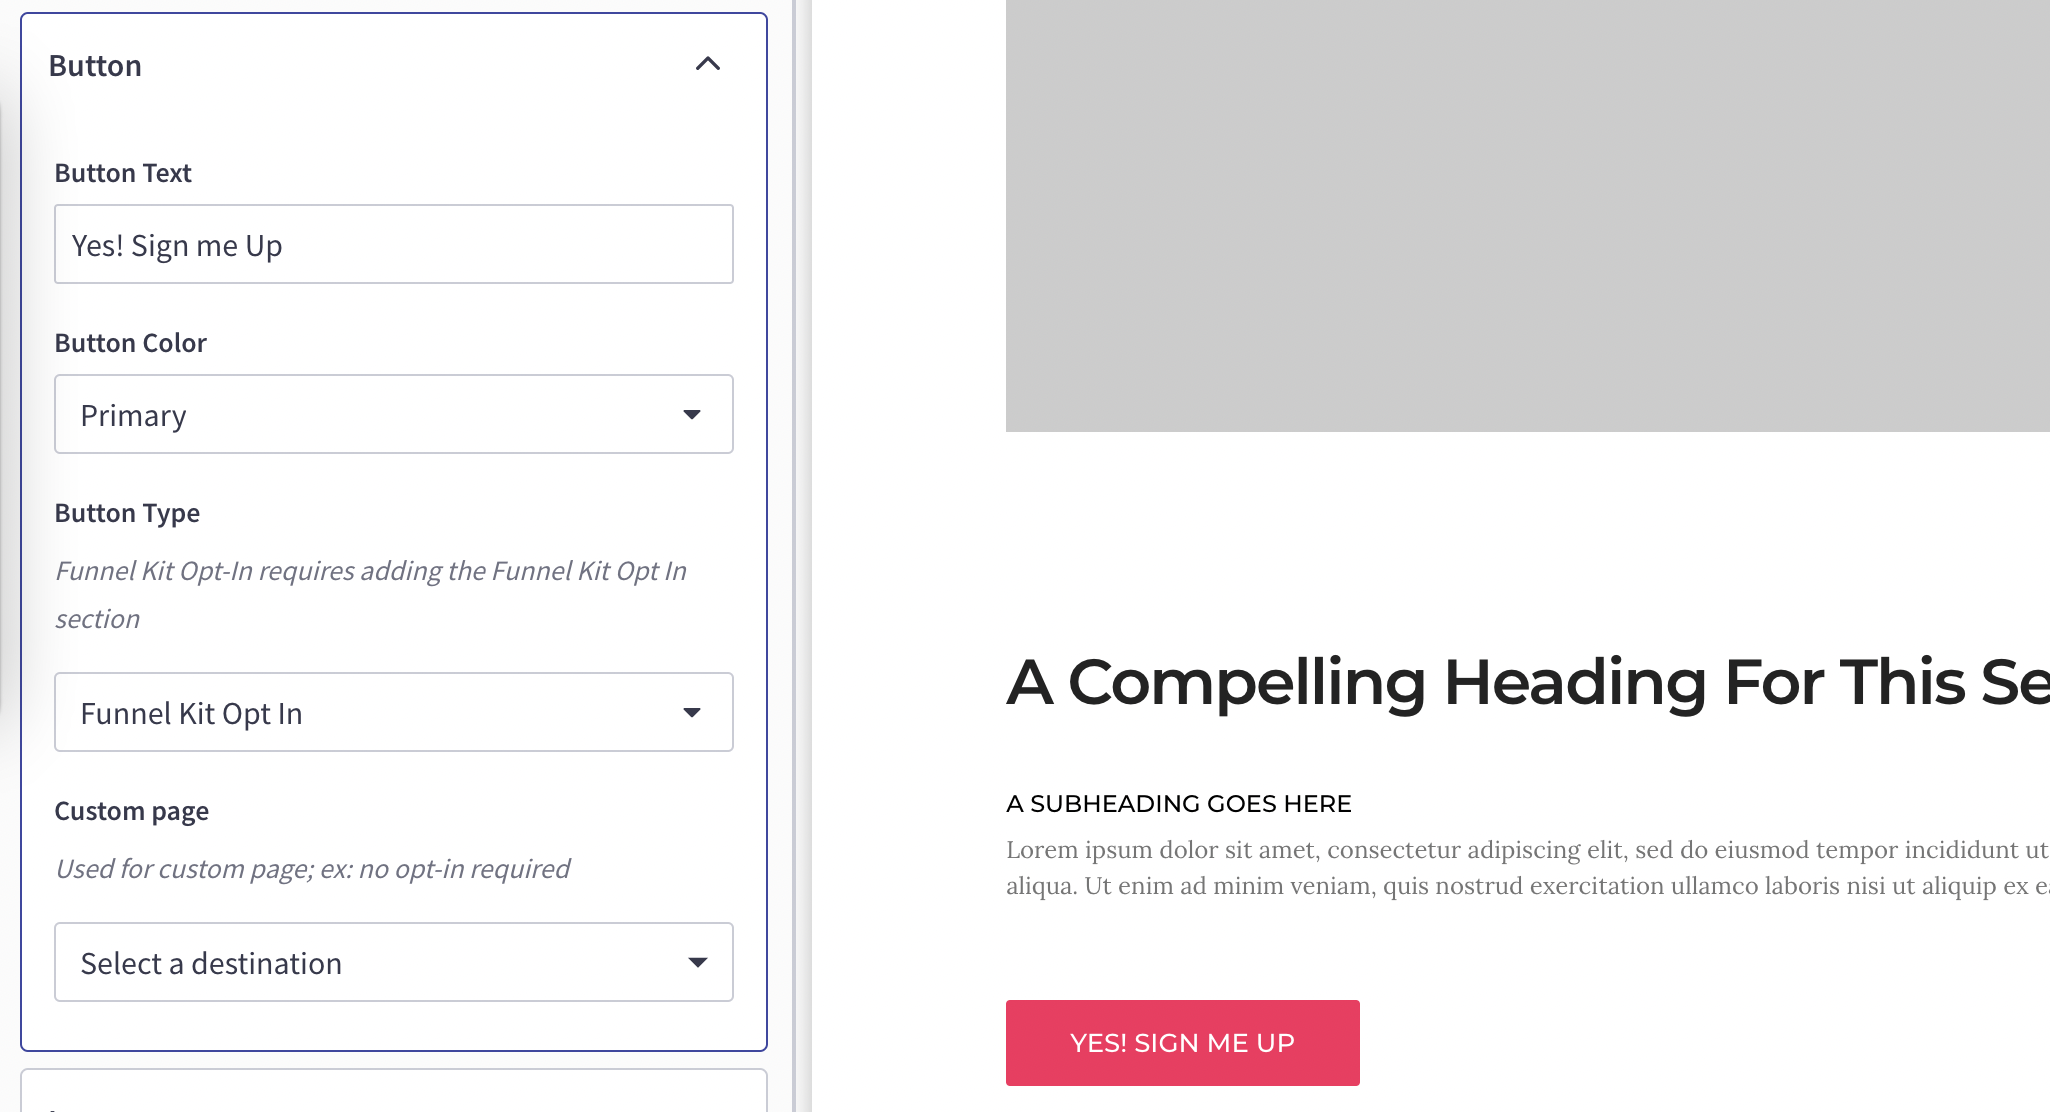 Button
Button Text
Yes! Sign me Up
Button Color
Primary
Button Type
Funnel Kit Opt-In requires adding the Funnel Kit Opt In
section
Funnel Kit Opt In
Custom page
Used for custom page; ex: no opt-in required
Select a destination
A Compelling Heading For This Se
A SUBHEADING GOES HERE
Lorem ipsum dolor sit amet, consectetur adipiscing elit, sed do eiusmod tempor incididunt ut
aliqua. Ut enim ad minim veniam, quis nostrud exercitation ullamco laboris nisi ut aliquip ex ea
YES! SIGN ME UP